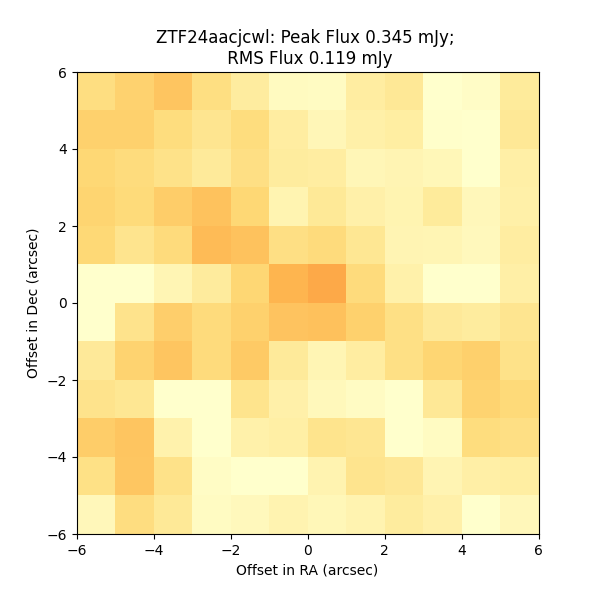 ZTF24aacjcwl: Peak Flux 0.345 mJy;
RMS Flux 0.119 mJy
6
4
2
0
−2
−4
−6
Offset in Dec (arcsec)
−6 −4 −2 0 2 4 6
Offset in RA (arcsec)